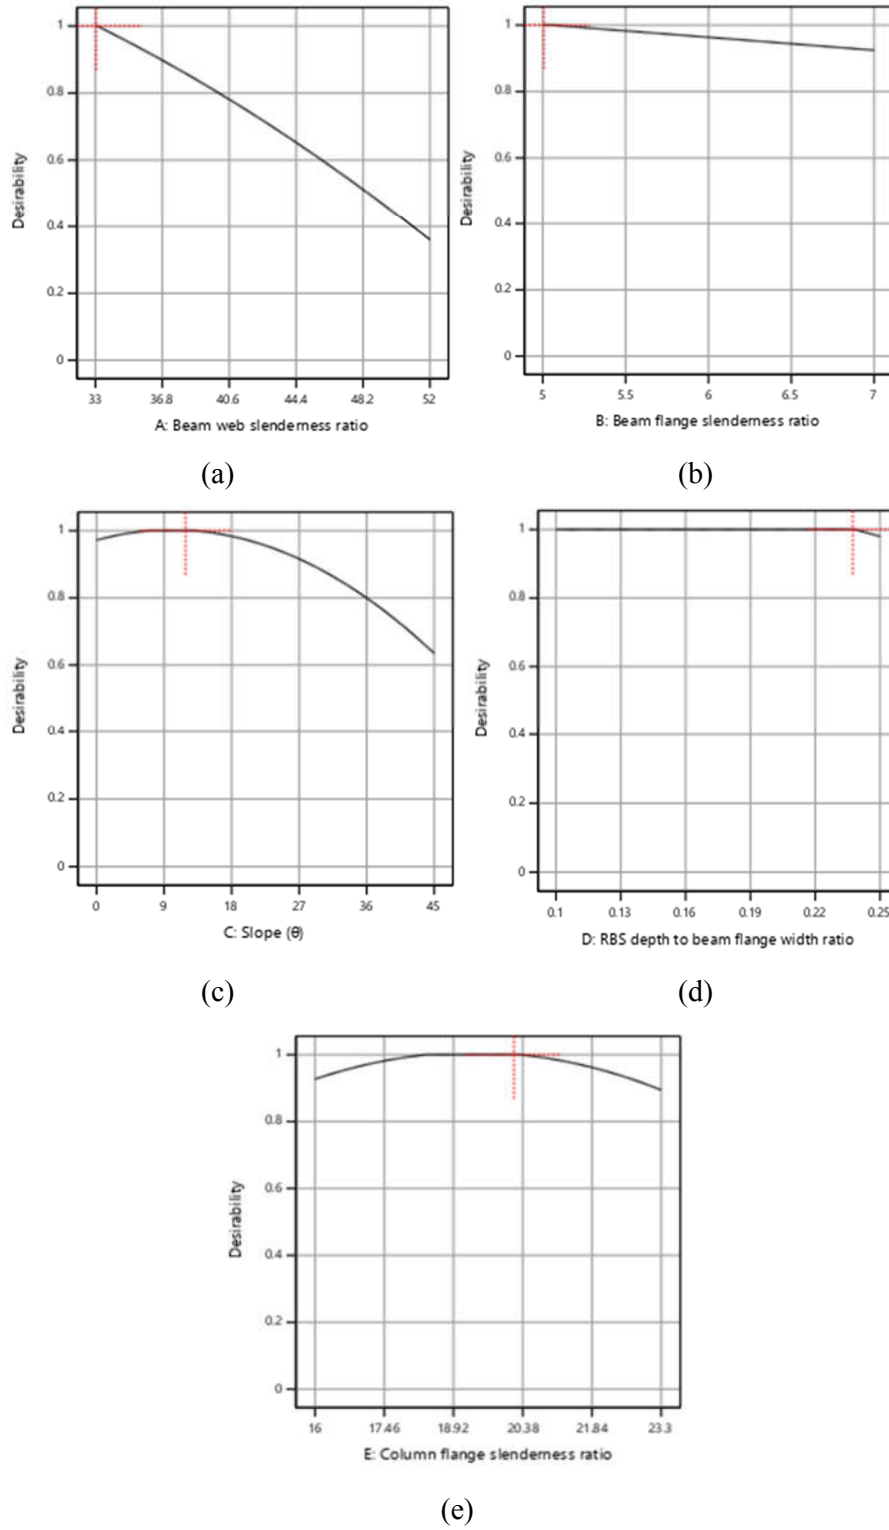 1
0.8
0.6
0.4
0.2
0
Desirability
33 36.8 40.6 44.4 48.2 52
A: Beam web slenderness ratio
(a)
1
0.8
0.6
0.4
0.2
0
Desirability
5 5.5 6 6.5 7
B: Beam flange slenderness ratio
(b)
1
0.8
0.6
0.4
0.2
0
Desirability
0 9 18 27 36 45
C: Slope (θ)
(c)
1
0.8
0.6
0.4
0.2
0
Desirability
0.1 0.13 0.16 0.19 0.22 0.25
D: RBS depth to beam flange width ratio
(d)
1
0.8
0.6
0.4
0.2
0
Desirability
16 17.46 18.92 20.38 21.84 23.3
E: Column flange slenderness ratio
(e)